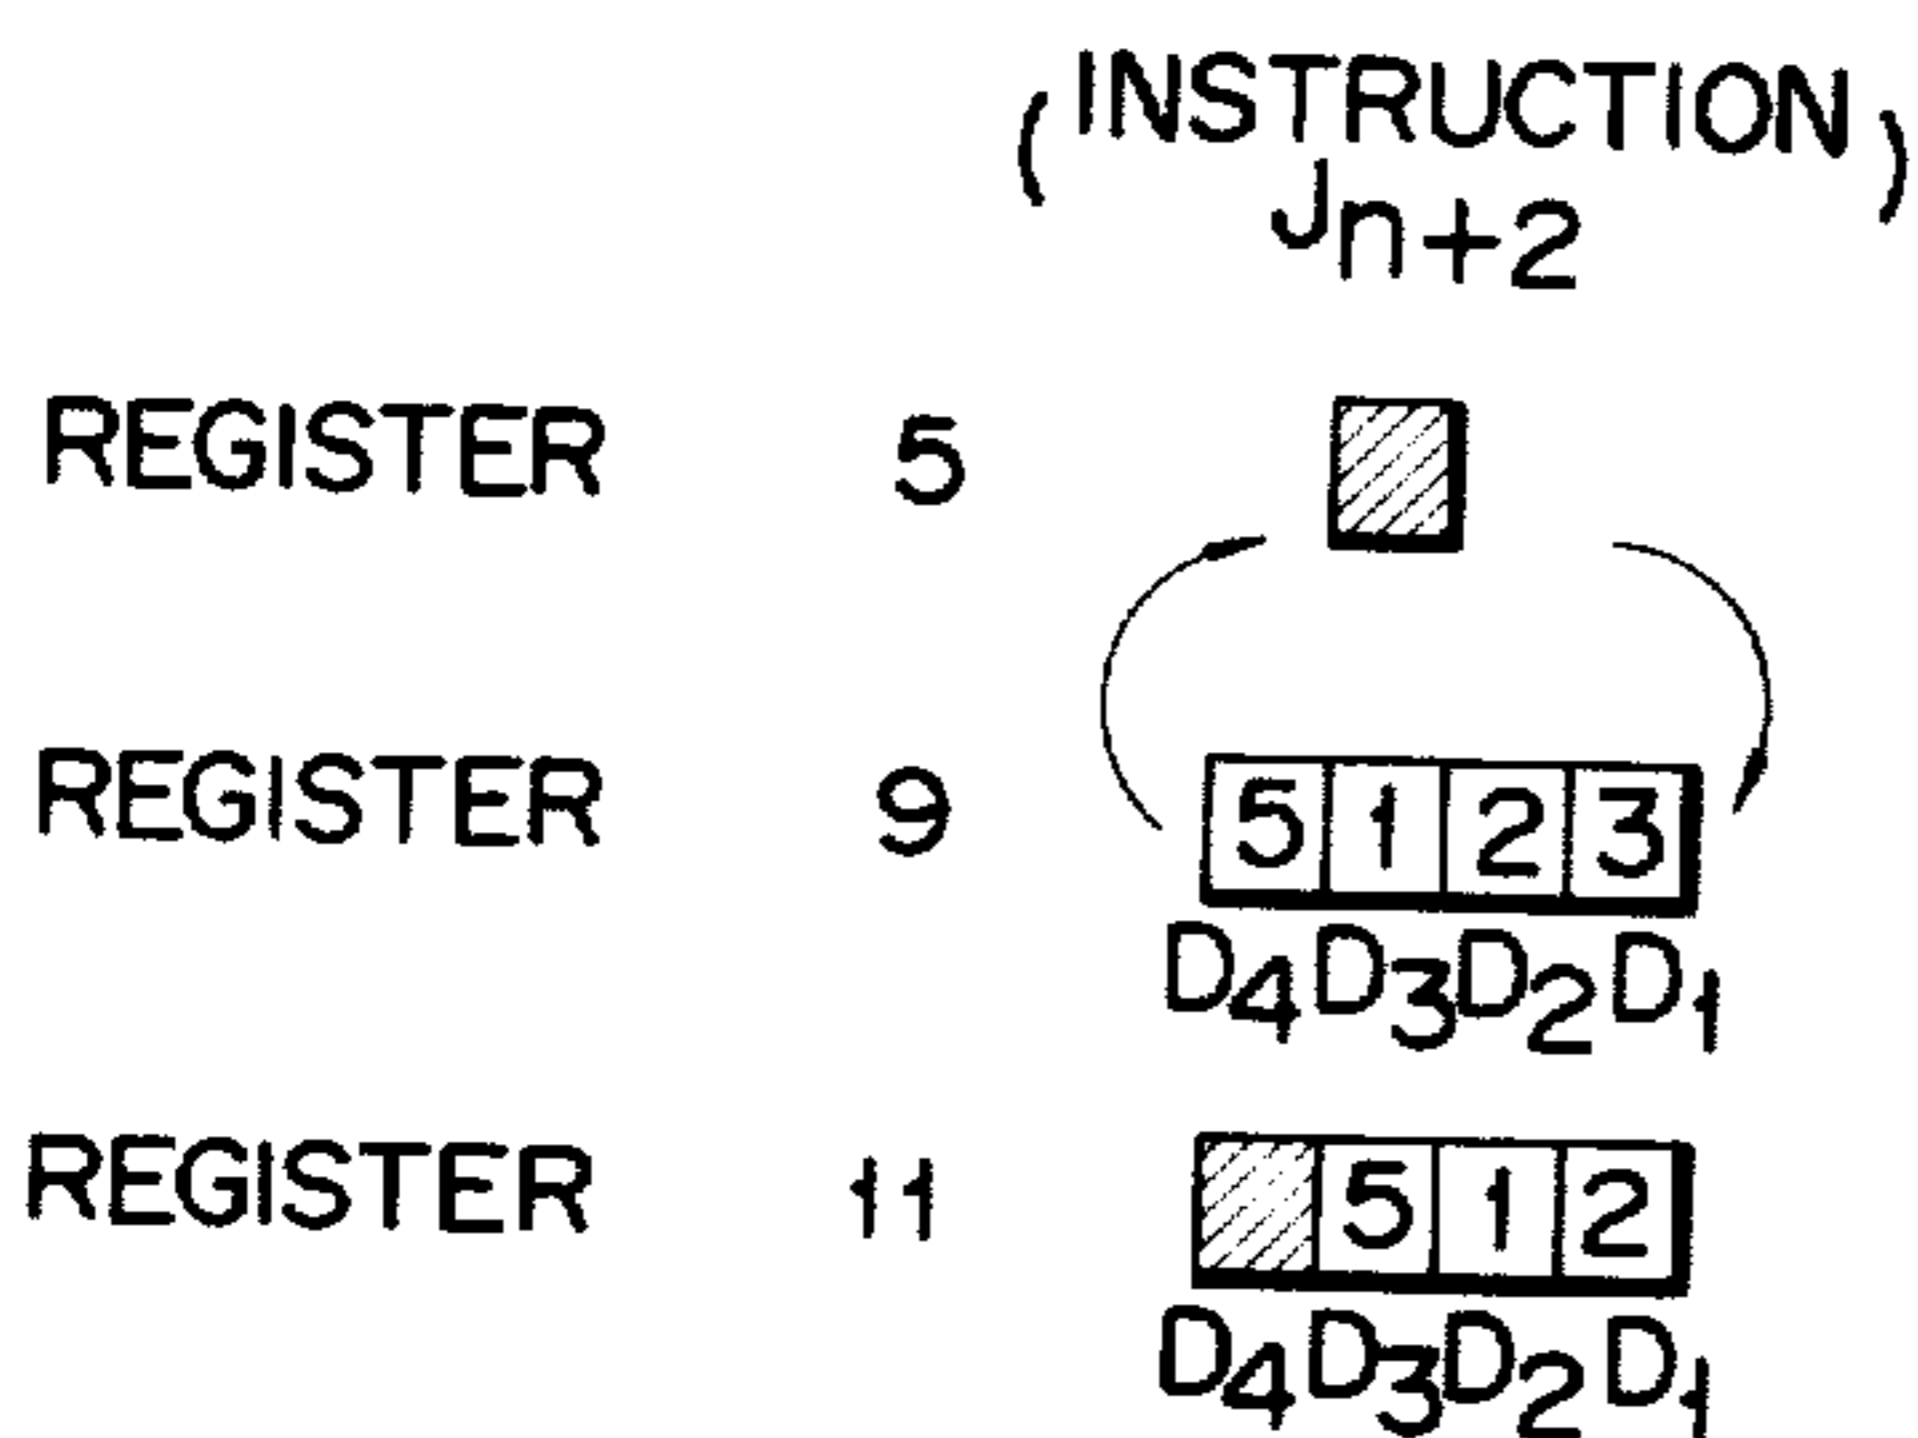 (INSTRUCTION Jn+2)
REGISTER 5
REGISTER 9 5 1 2 3
D4 D3 D2 D1
REGISTER 11 5 1 2
D4 D3 D2 D1